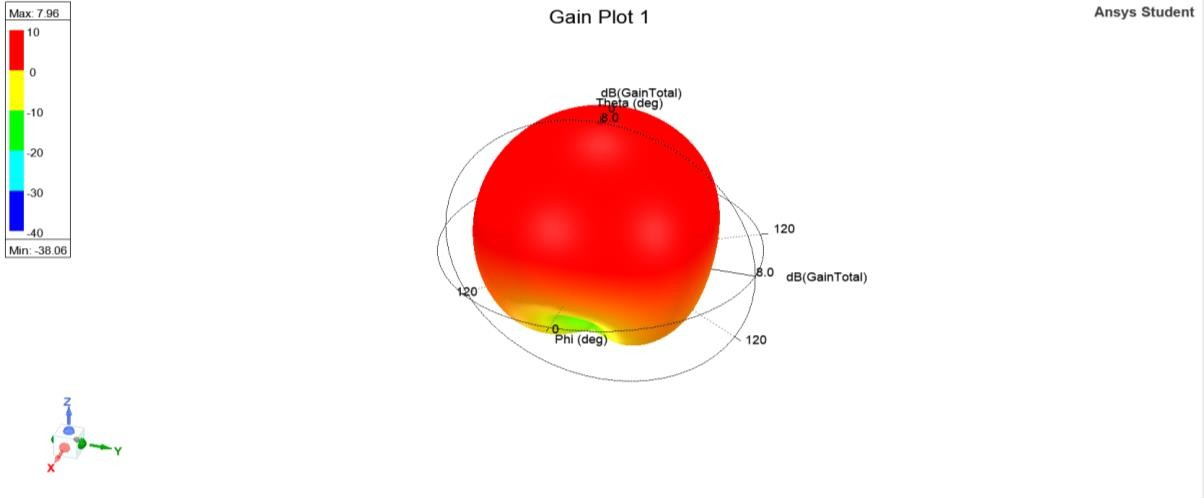 Gain Plot 1
Ansys Student
Max: 7.96
10
0
-10
-20
-30
-40
Min: -38.06
dB(GainTotal)
Theta (deg)
8.0
120
8.0 dB(GainTotal)
120
0
Phi (deg)
120
Z
Y
X